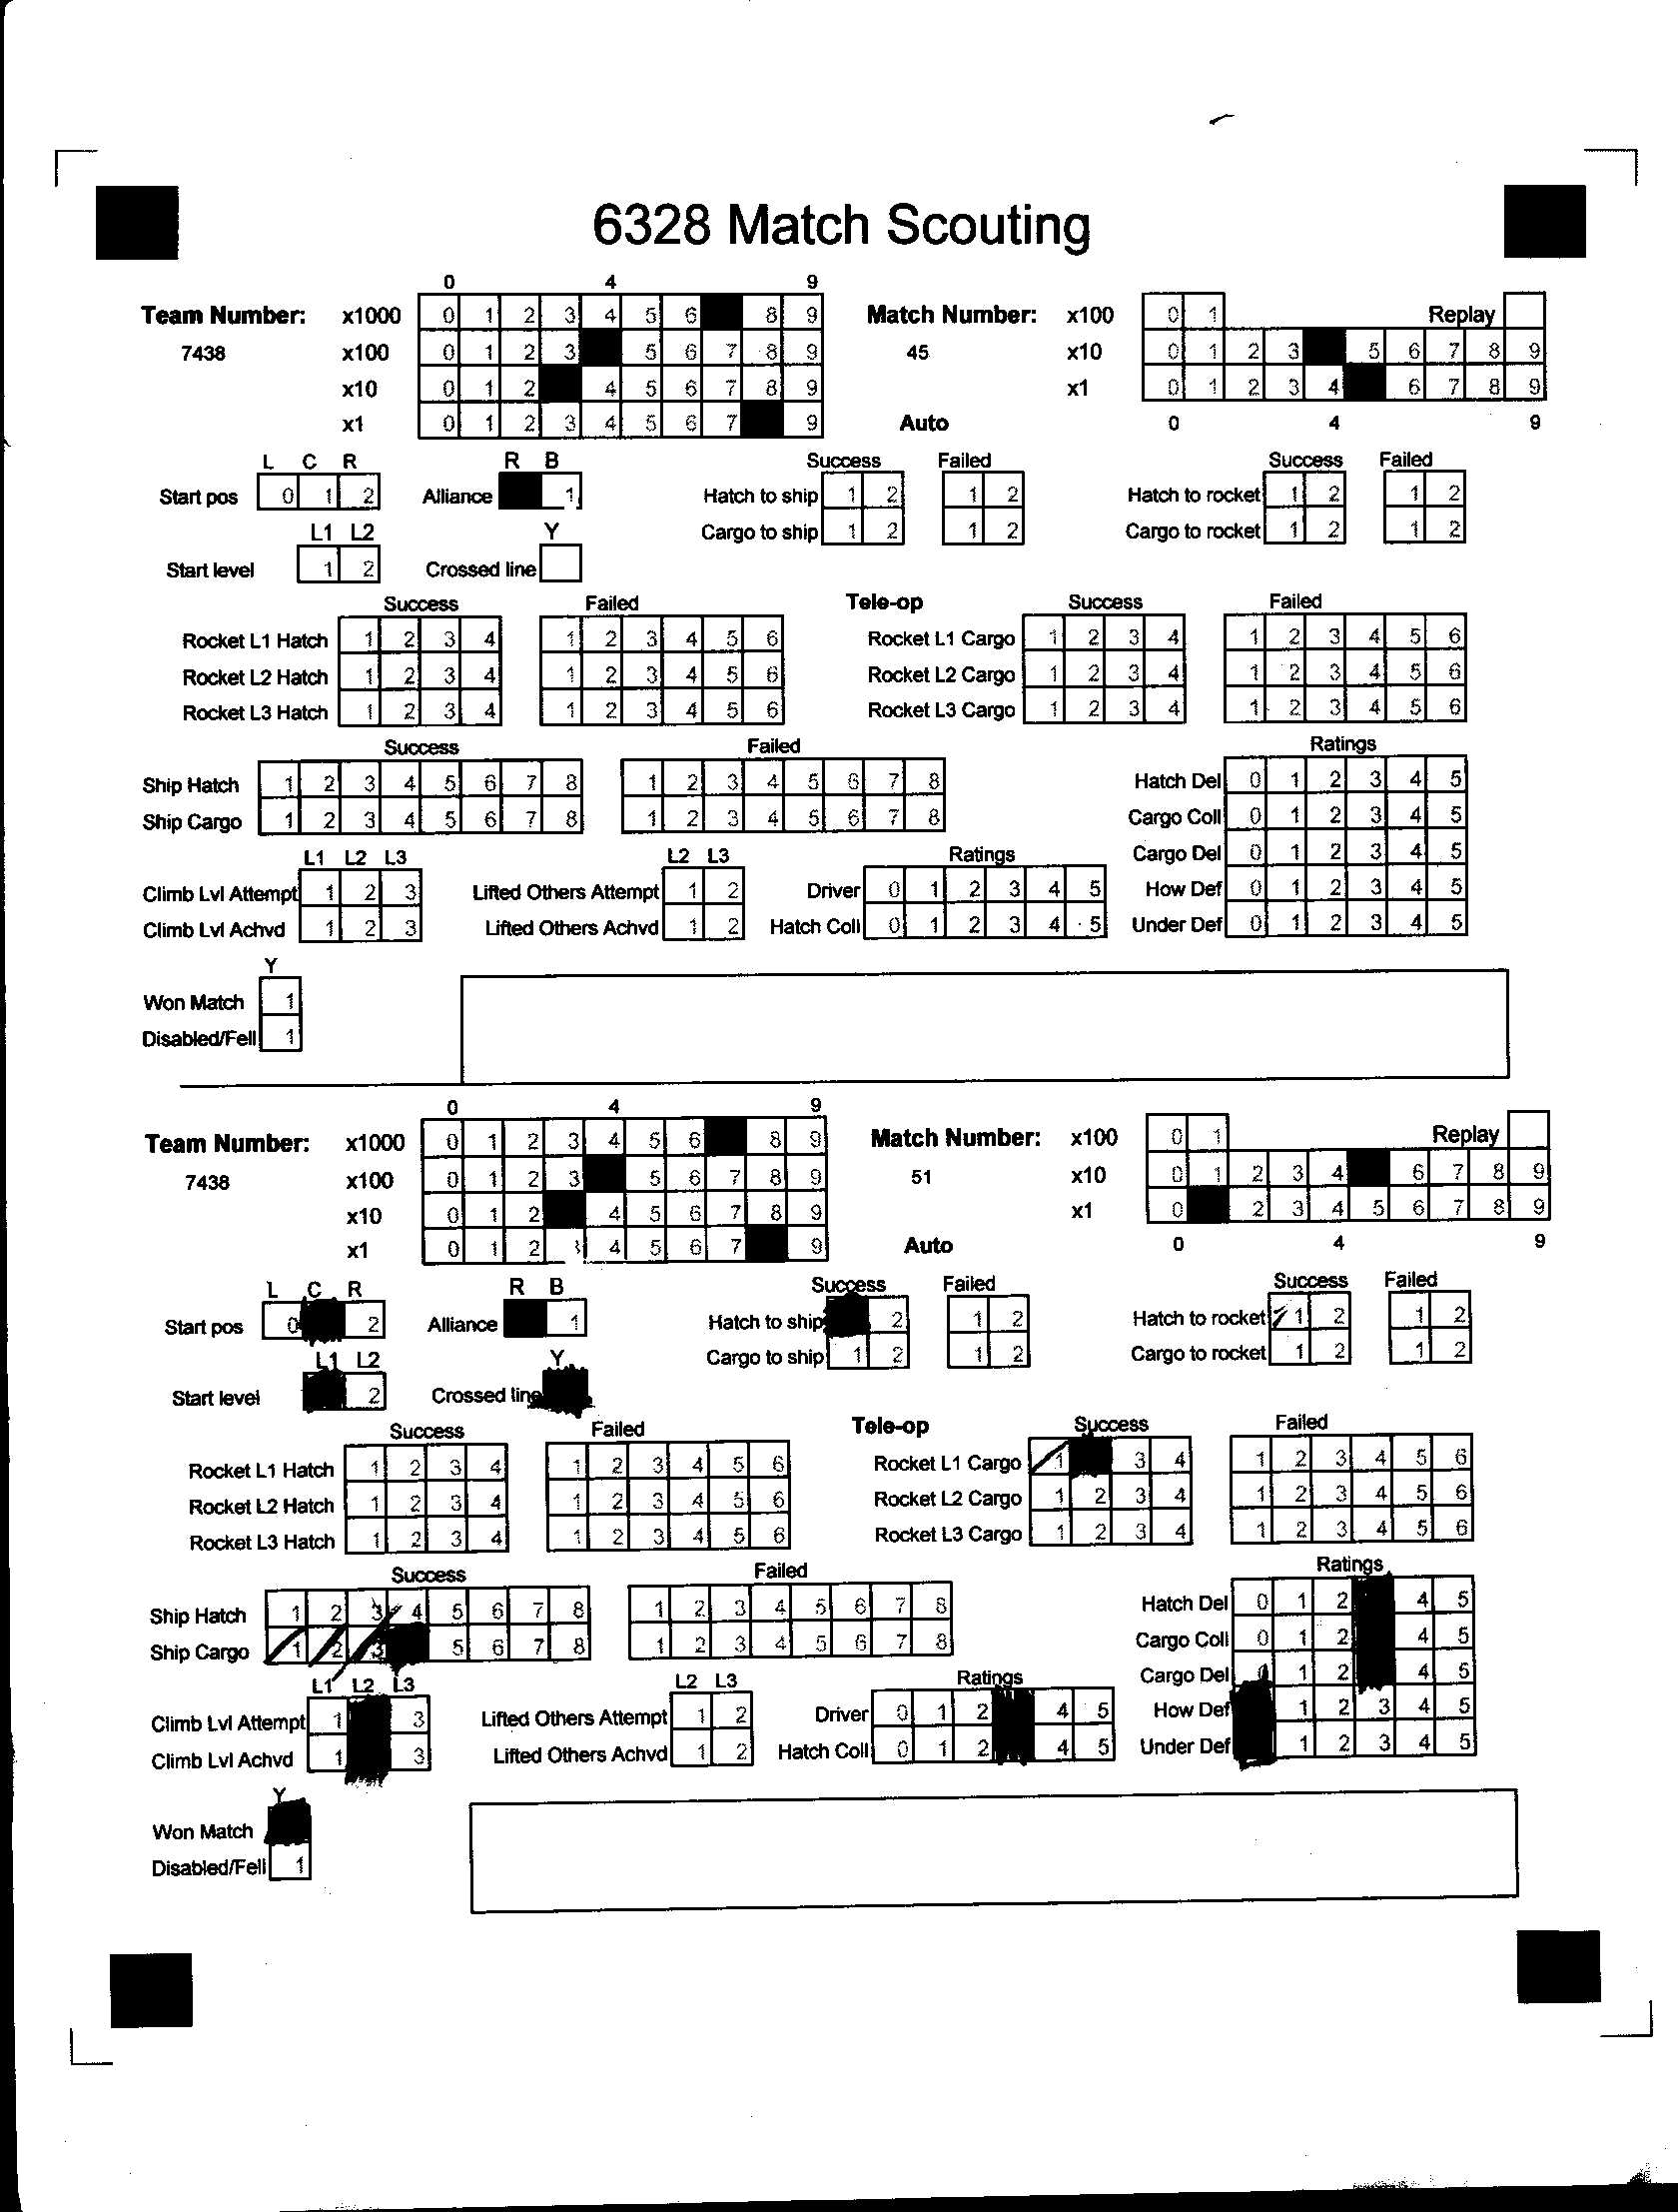 6328 Match Scouting
0 4 9
Team Number: x1000 0 1 2 3 4 5 6 8 9 Match Number: x100 0 1 Replay
7438 x100 0 1 2 3 5 6 7 8 9 45 x10 0 1 2 3 5 6 7 8 9
x10 0 1 2 4 5 6 7 8 9 x1 0 1 2 3 4 6 7 8 9
x1 0 1 2 3 4 5 6 7 9 Auto 0 4 9
L C R R B Success Failed Success Failed
Start pos 0 1 2 Alliance 1 Hatch to ship 1 2 1 2 Hatch to rocket 1 2 1 2
L1 L2 Y Cargo to ship 1 2 1 2 Cargo to rocket 1 2 1 2
Start level 1 2 Crossed line
Success Failed Tele-op Success Failed
Rocket L1 Hatch 1 2 3 4 1 2 3 4 5 6 Rocket L1 Cargo 1 2 3 4 1 2 3 4 5 6
Rocket L2 Hatch 1 2 3 4 1 2 3 4 5 6 Rocket L2 Cargo 1 2 3 4 1 2 3 4 5 6
Rocket L3 Hatch 1 2 3 4 1 2 3 4 5 6 Rocket L3 Cargo 1 2 3 4 1 2 3 4 5 6
Success Failed Ratings
Ship Hatch 1 2 3 4 5 6 7 8 1 2 3 4 5 6 7 8 Hatch Del 0 1 2 3 4 5
Ship Cargo 1 2 3 4 5 6 7 8 1 2 3 4 5 6 7 8 Cargo Coll 0 1 2 3 4 5
L1 L2 L3 L2 L3 Ratings Cargo Del 0 1 2 3 4 5
Climb Lvl Attempt 1 2 3 Lifted Others Attempt 1 2 Driver 0 1 2 3 4 5 How Def 0 1 2 3 4 5
Climb Lvl Achvd 1 2 3 Lifted Others Achvd 1 2 Hatch Coll 0 1 2 3 4 5 Under Def 0 1 2 3 4 5
Y
Won Match 1
Disabled/Fell 1
0 4 9
Team Number: x1000 0 1 2 3 4 5 6 8 9 Match Number: x100 0 1 Replay
7438 x100 0 1 2 3 5 6 7 8 9 51 x10 0 1 2 3 4 6 7 8 9
x10 0 1 2 4 5 6 7 8 9 x1 0 2 3 4 5 6 7 8 9
x1 0 1 2 3 4 5 6 7 9 Auto 0 4 9
L C R R B Success Failed Success Failed
Start pos 0 2 Alliance 1 Hatch to ship 2 1 2 Hatch to rocket 1 2 1 2
L1 L2 Y Cargo to ship 1 2 1 2 Cargo to rocket 1 2 1 2
Start level 2 Crossed line
Success Failed Tele-op Success Failed
Rocket L1 Hatch 1 2 3 4 1 2 3 4 5 6 Rocket L1 Cargo 1 3 4 1 2 3 4 5 6
Rocket L2 Hatch 1 2 3 4 1 2 3 4 5 6 Rocket L2 Cargo 1 2 3 4 1 2 3 4 5 6
Rocket L3 Hatch 1 2 3 4 1 2 3 4 5 6 Rocket L3 Cargo 1 2 3 4 1 2 3 4 5 6
Success Failed Ratings
Ship Hatch 1 2 3 4 5 6 7 8 1 2 3 4 5 6 7 8 Hatch Del 0 1 2 4 5
Ship Cargo 1 2 3 5 6 7 8 1 2 3 4 5 6 7 8 Cargo Coll 0 1 2 4 5
L1 L2 L3 L2 L3 Ratings Cargo Del 0 1 2 4 5
Climb Lvl Attempt 1 3 Lifted Others Attempt 1 2 Driver 0 1 2 4 5 How Def 1 2 3 4 5
Climb Lvl Achvd 1 3 Lifted Others Achvd 1 2 Hatch Coll 0 1 2 4 5 Under Def 1 2 3 4 5
Y
Won Match
Disabled/Fell 1